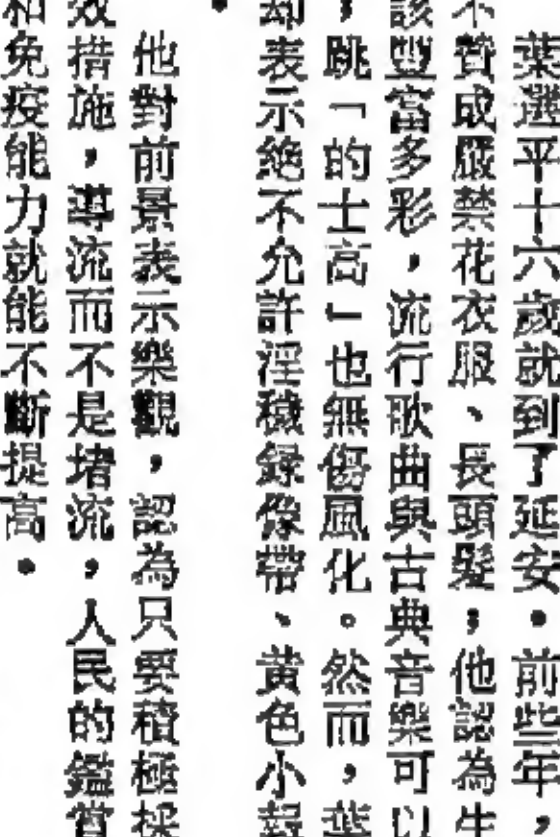 葉選平十六歲就到了延安。前些年，
不贊成嚴禁花衣服、長頭髮，他認為生
該豐富多彩，流行歌曲與古典音樂可以
，跳「的士高」也無傷風化。然而，葉
却表示絶不允許淫穢録像帶、黄色小說
。
他對前景表示樂觀，認為只要積極採
效措施，導流而不是堵流，人民的鑑賞
和免疫能力就能不斷提高。